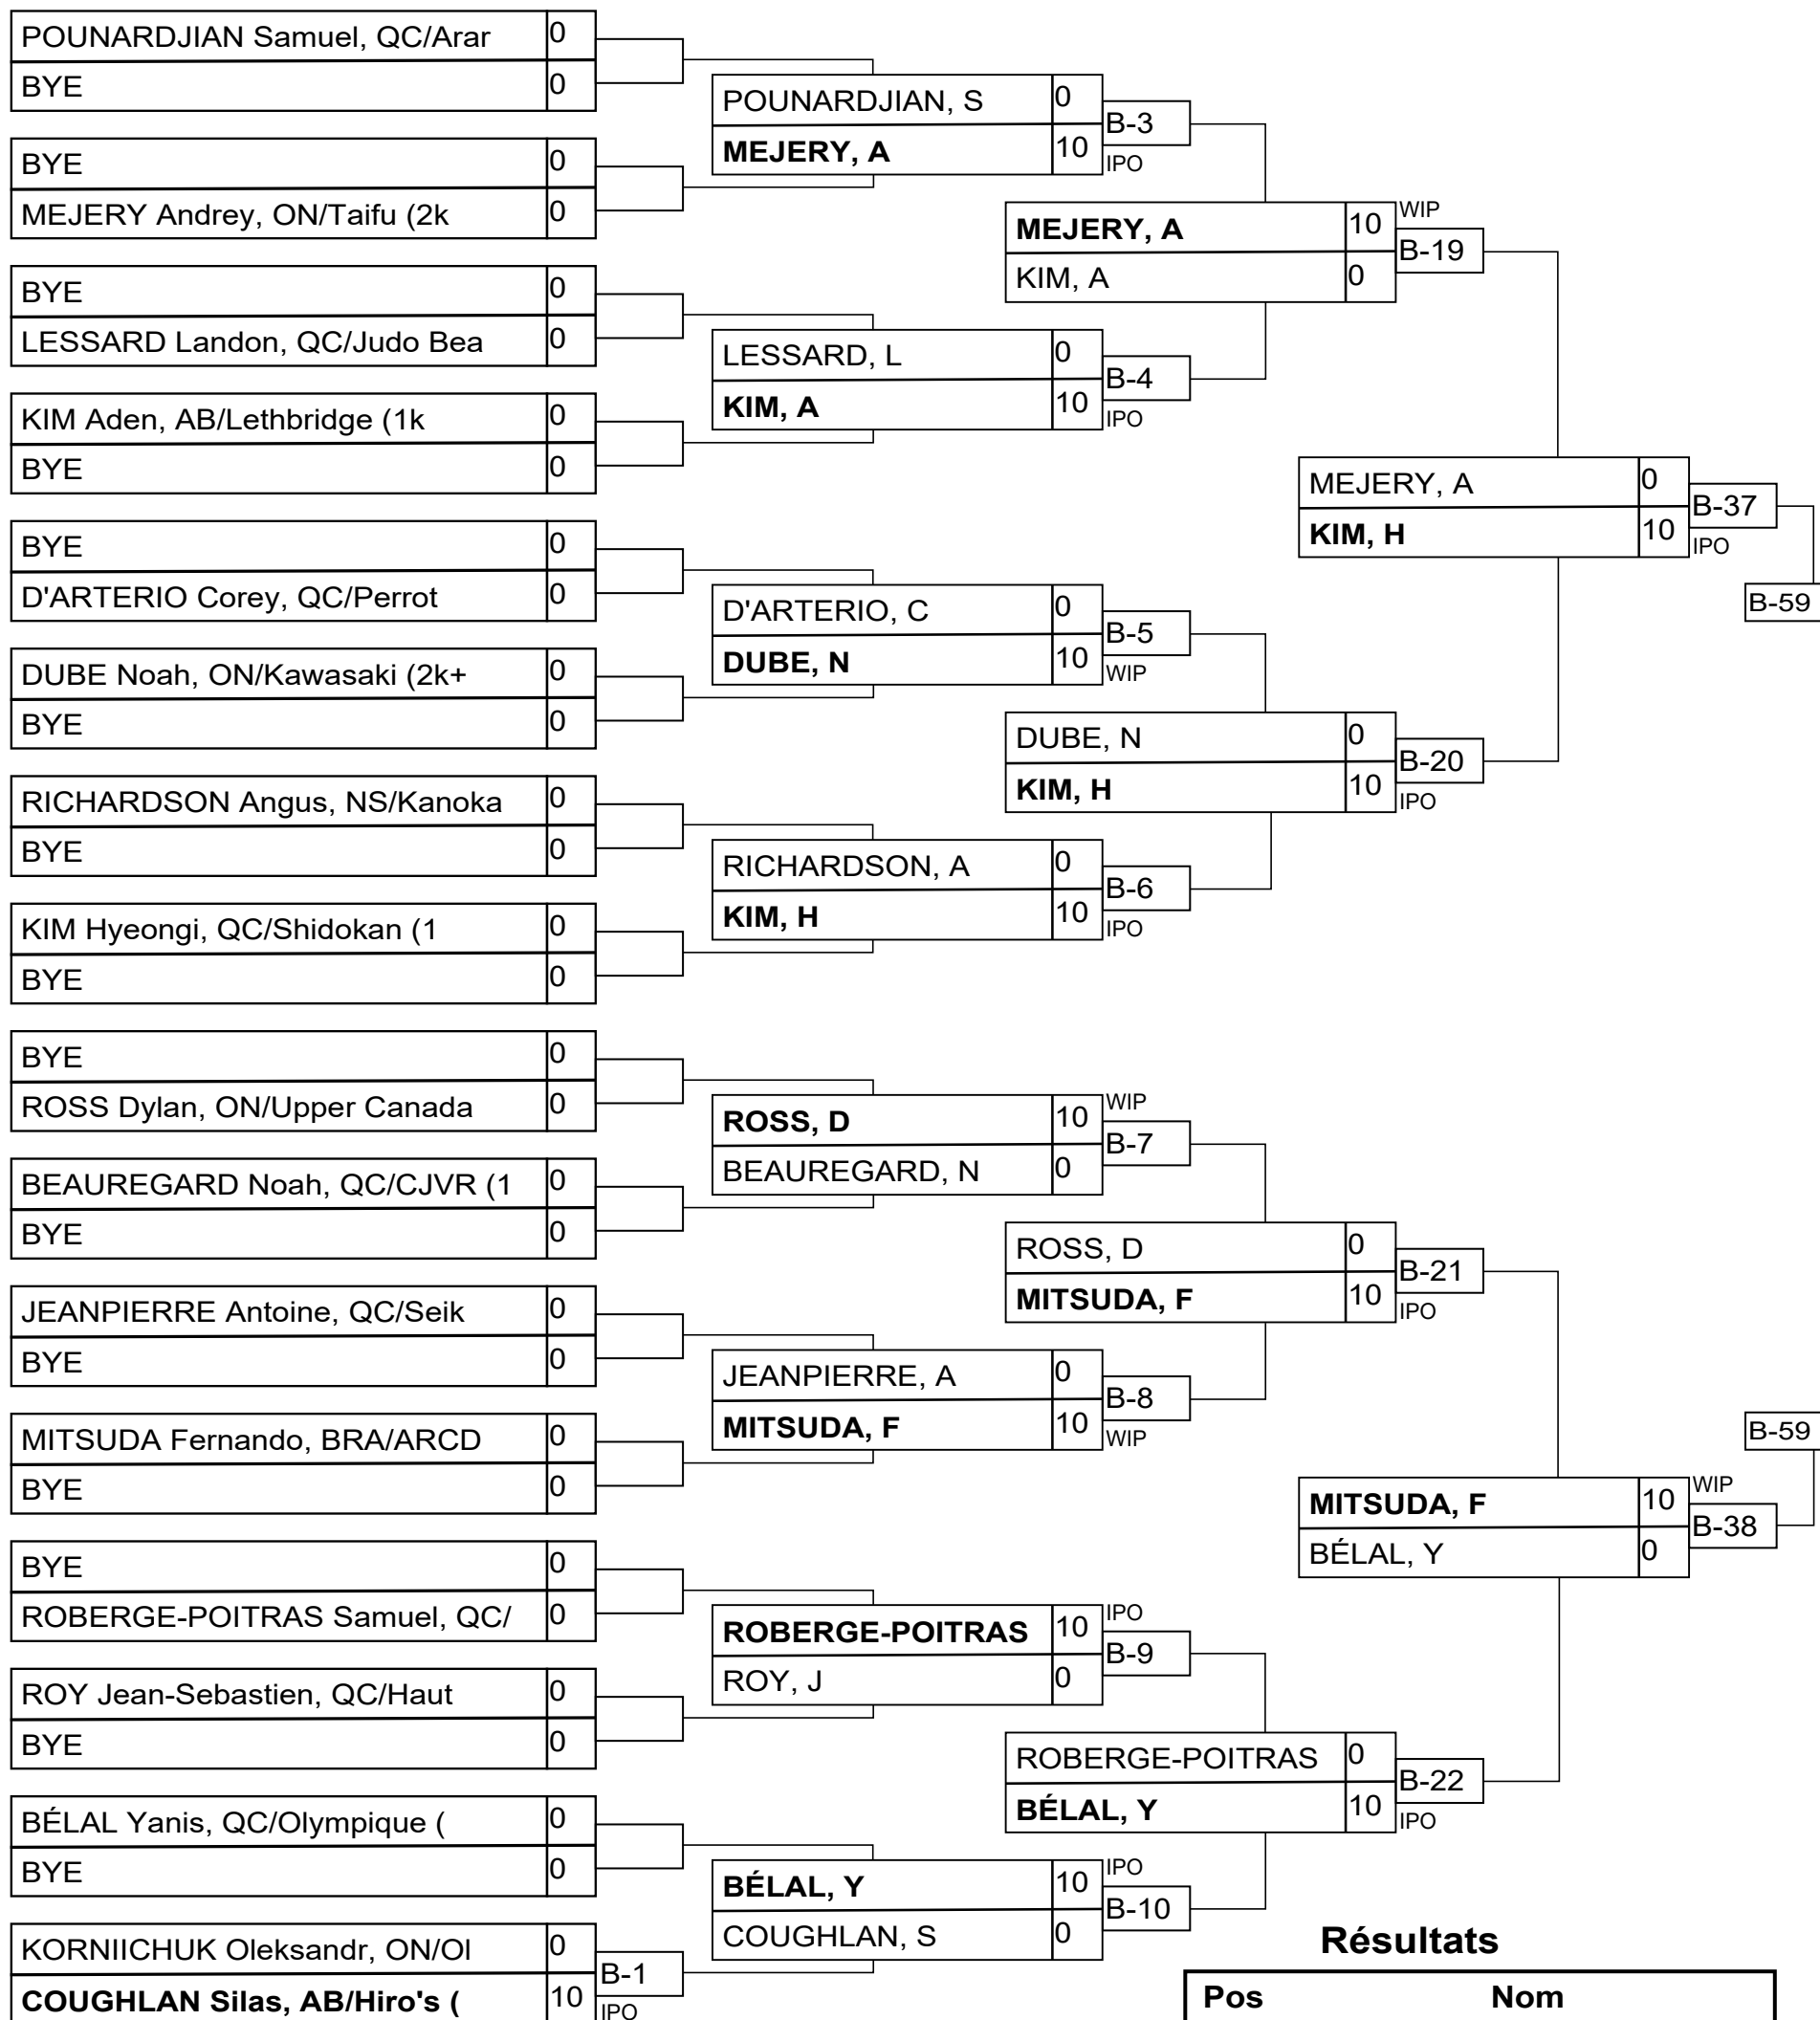 POUNARDJIAN Samuel, QC/Arar 0
BYE 0
BYE 0
MEJERY Andrey, ON/Taifu (2k 0
BYE 0
LESSARD Landon, QC/Judo Bea 0
KIM Aden, AB/Lethbridge (1k 0
BYE 0
BYE 0
D'ARTERIO Corey, QC/Perrot 0
DUBE Noah, ON/Kawasaki (2k+ 0
BYE 0
RICHARDSON Angus, NS/Kanoka 0
BYE 0
KIM Hyeongi, QC/Shidokan (1 0
BYE 0
BYE 0
ROSS Dylan, ON/Upper Canada 0
BEAUREGARD Noah, QC/CJVR (1 0
BYE 0
JEANPIERRE Antoine, QC/Seik 0
BYE 0
MITSUDA Fernando, BRA/ARCD 0
BYE 0
BYE 0
ROBERGE-POITRAS Samuel, QC/ 0
ROY Jean-Sebastien, QC/Haut 0
BYE 0
BÉLAL Yanis, QC/Olympique ( 0
BYE 0
KORNIICHUK Oleksandr, ON/Ol 0
B-1
COUGHLAN Silas, AB/Hiro's ( 10
IPO
POUNARDJIAN, S 0
B-3
MEJERY, A 10
IPO
LESSARD, L 0
B-4
KIM, A 10
IPO
D'ARTERIO, C 0
B-5
DUBE, N 10
WIP
RICHARDSON, A 0
B-6
KIM, H 10
IPO
WIP
ROSS, D 10
B-7
BEAUREGARD, N 0
JEANPIERRE, A 0
B-8
MITSUDA, F 10
WIP
IPO
ROBERGE-POITRAS 10
B-9
ROY, J 0
IPO
BÉLAL, Y 10
B-10
COUGHLAN, S 0
WIP
MEJERY, A 10
B-19
KIM, A 0
DUBE, N 0
B-20
KIM, H 10
IPO
ROSS, D 0
B-21
MITSUDA, F 10
IPO
ROBERGE-POITRAS 0
B-22
BÉLAL, Y 10
IPO
MEJERY, A 0
B-37
KIM, H 10
IPO
B-59
B-59
WIP
MITSUDA, F 10
B-38
BÉLAL, Y 0
Résultats
Pos Nom